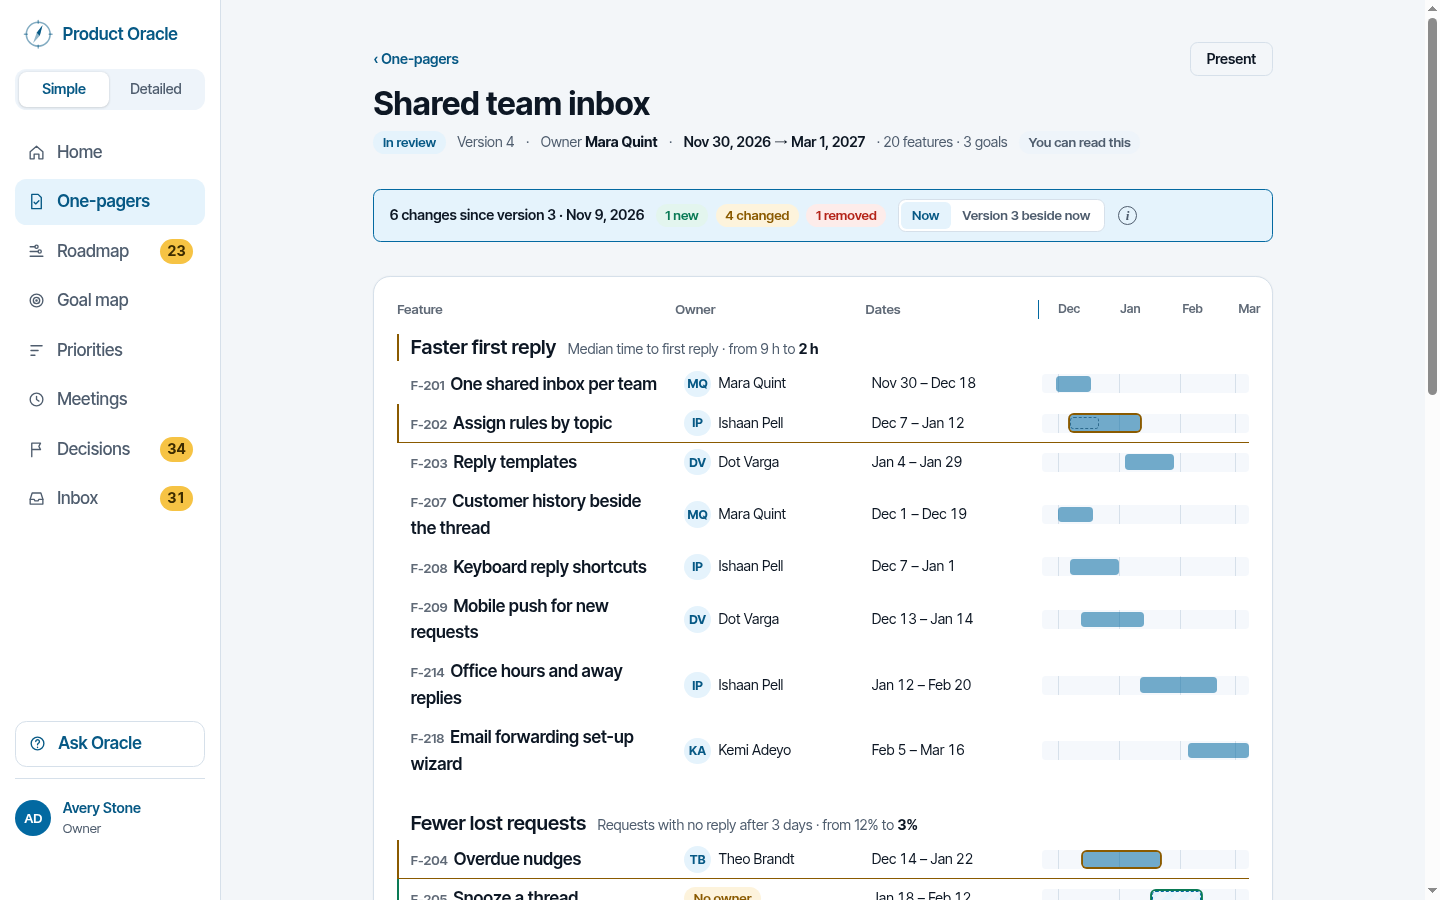 Product Oracle
Simple Detailed
Home
One-pagers
Roadmap 23
Goal map
Priorities
Meetings
Decisions 34
Inbox 31
Ask Oracle
AD Avery Stone
Owner
‹ One-pagers
Present
Shared team inbox
In review Version 4 · Owner Mara Quint · Nov 30, 2026 → Mar 1, 2027 · 20 features · 3 goals You can read this
6 changes since version 3 · Nov 9, 2026 1 new 4 changed 1 removed Now Version 3 beside now i
Feature Owner Dates Dec Jan Feb Mar
Faster first reply Median time to first reply · from 9 h to 2 h
F-201 One shared inbox per team MQ Mara Quint Nov 30 – Dec 18
F-202 Assign rules by topic IP Ishaan Pell Dec 7 – Jan 12
F-203 Reply templates DV Dot Varga Jan 4 – Jan 29
F-207 Customer history beside
the thread MQ Mara Quint Dec 1 – Dec 19
F-208 Keyboard reply shortcuts IP Ishaan Pell Dec 7 – Jan 1
F-209 Mobile push for new
requests DV Dot Varga Dec 13 – Jan 14
F-214 Office hours and away
replies IP Ishaan Pell Jan 12 – Feb 20
F-218 Email forwarding set-up
wizard KA Kemi Adeyo Feb 5 – Mar 16
Fewer lost requests Requests with no reply after 3 days · from 12% to 3%
F-204 Overdue nudges TB Theo Brandt Dec 14 – Jan 22
F-205 Snooze a thread No owner Jan 18 – Feb 12